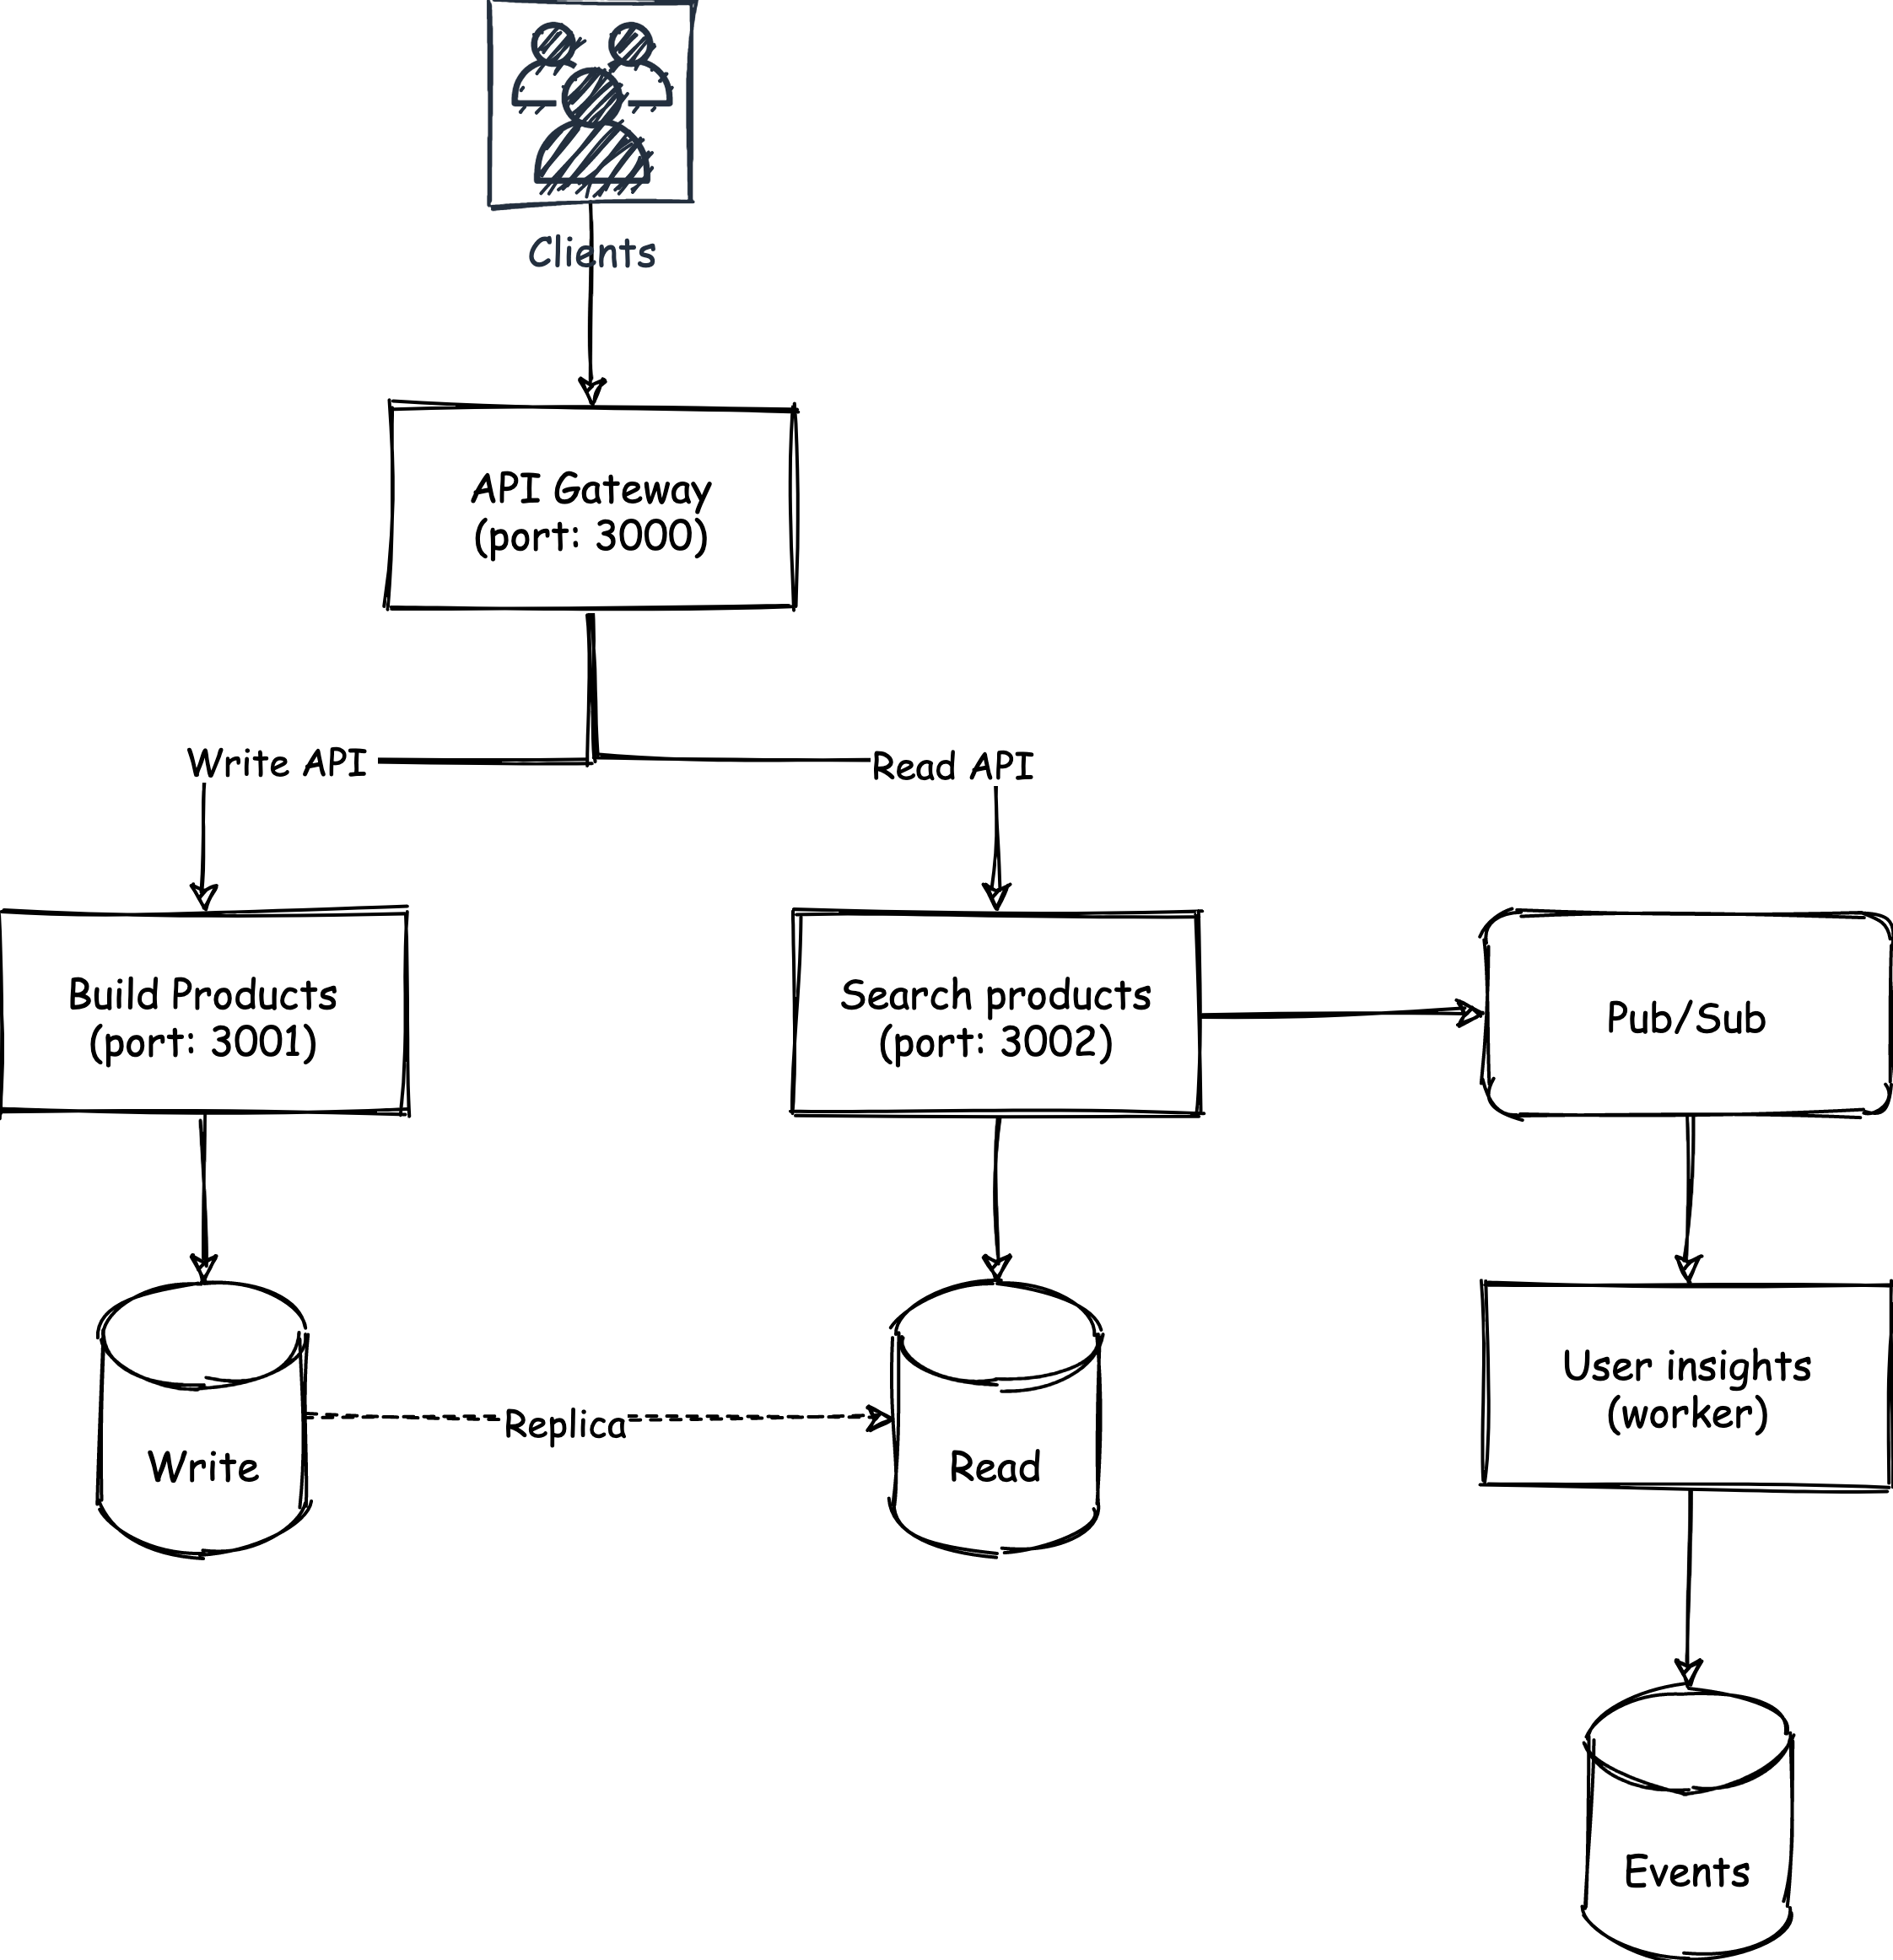 Clients
API Gateway
(port: 3000)
Write API
Read API
Build Products
(port: 3001)
Search products
(port: 3002)
Pub/Sub
User insights
(worker)
Replica
Write
Read
Events